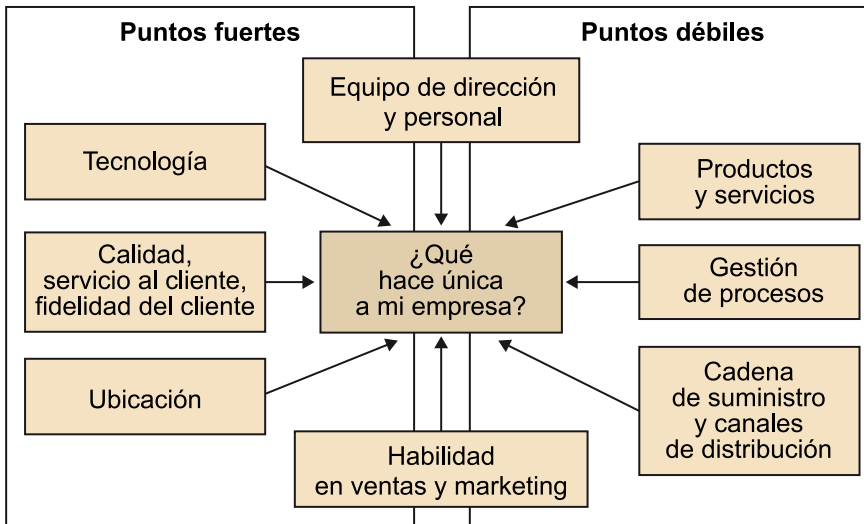 Puntos fuertes
Puntos débiles
Equipo de dirección
y personal
Tecnología
Productos
y servicios
Calidad,
servicio al cliente,
fidelidad del cliente
¿Qué
hace única
a mi empresa?
Gestión
de procesos
Ubicación
Cadena
de suministro
y canales
de distribución
Habilidad
en ventas y marketing